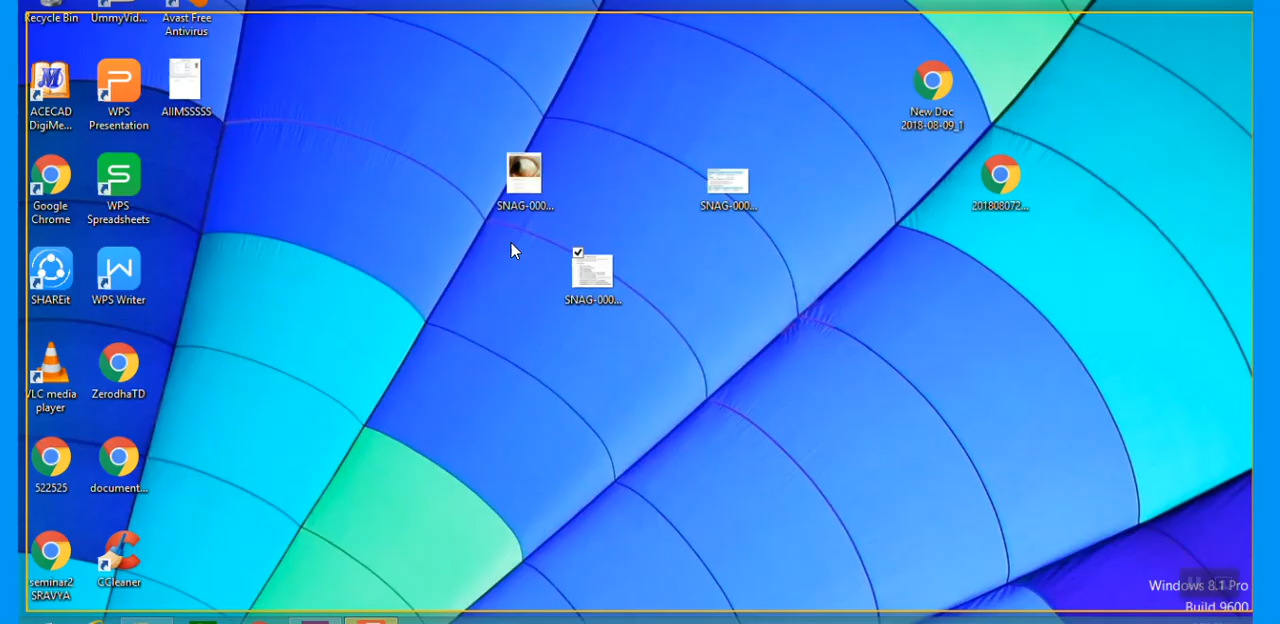 Recycle Bin
UmmyVid...
Avast Free
Antivirus
ACECAD
DigiMe...
WPS
Presentation
AIIMSSSSS
Google
Chrome
WPS
Spreadsheets
SHAREit
WPS Writer
VLC media
player
ZerodhaTD
522525
document...
seminar2
SRAVYA
CCleaner
SNAG-000...
SNAG-000...
SNAG-000...
New Doc
2018-08-09_1
201808072...
Windows 8.1 Pro
Build 9600